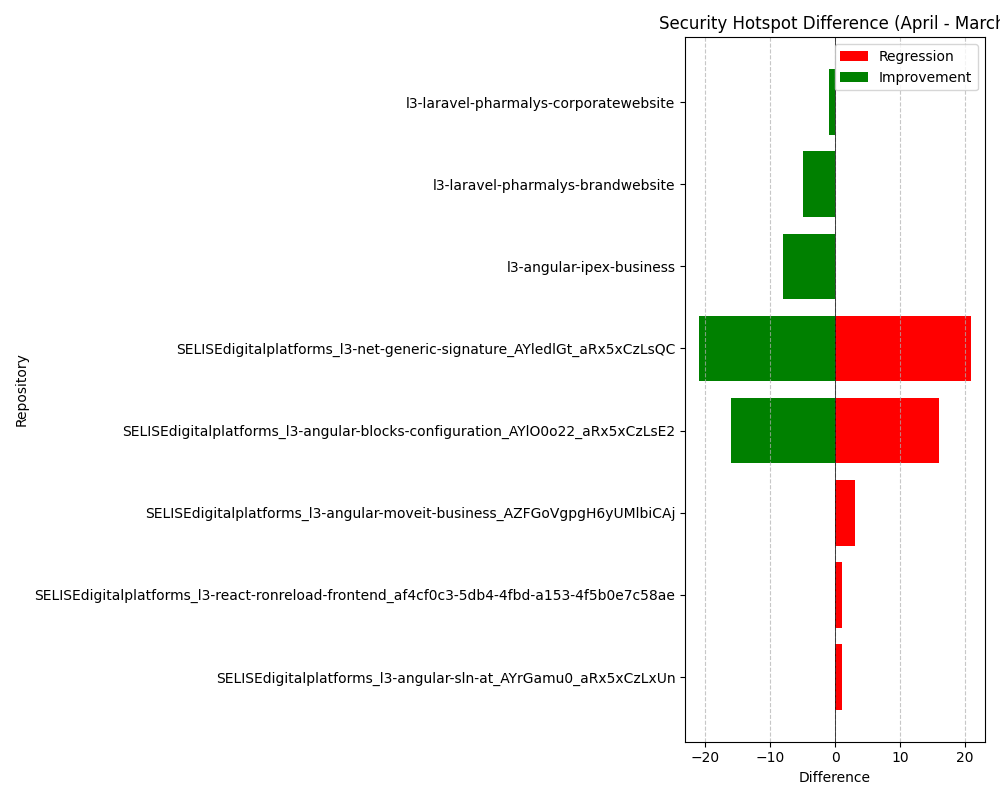 Security Hotspot Difference (April - March
Regression
Improvement
l3-laravel-pharmalys-corporatewebsite
l3-laravel-pharmalys-brandwebsite
l3-angular-ipex-business
SELISEdigitalplatforms_l3-net-generic-signature_AYledlGt_aRx5xCzLsQC
SELISEdigitalplatforms_l3-angular-blocks-configuration_AYlO0o22_aRx5xCzLsE2
SELISEdigitalplatforms_l3-angular-moveit-business_AZFGoVgpgH6yUMlbiCAj
SELISEdigitalplatforms_l3-react-ronreload-frontend_af4cf0c3-5db4-4fbd-a153-4f5b0e7c58ae
SELISEdigitalplatforms_l3-angular-sln-at_AYrGamu0_aRx5xCzLxUn
Repository
−20 −10 0 10 20
Difference